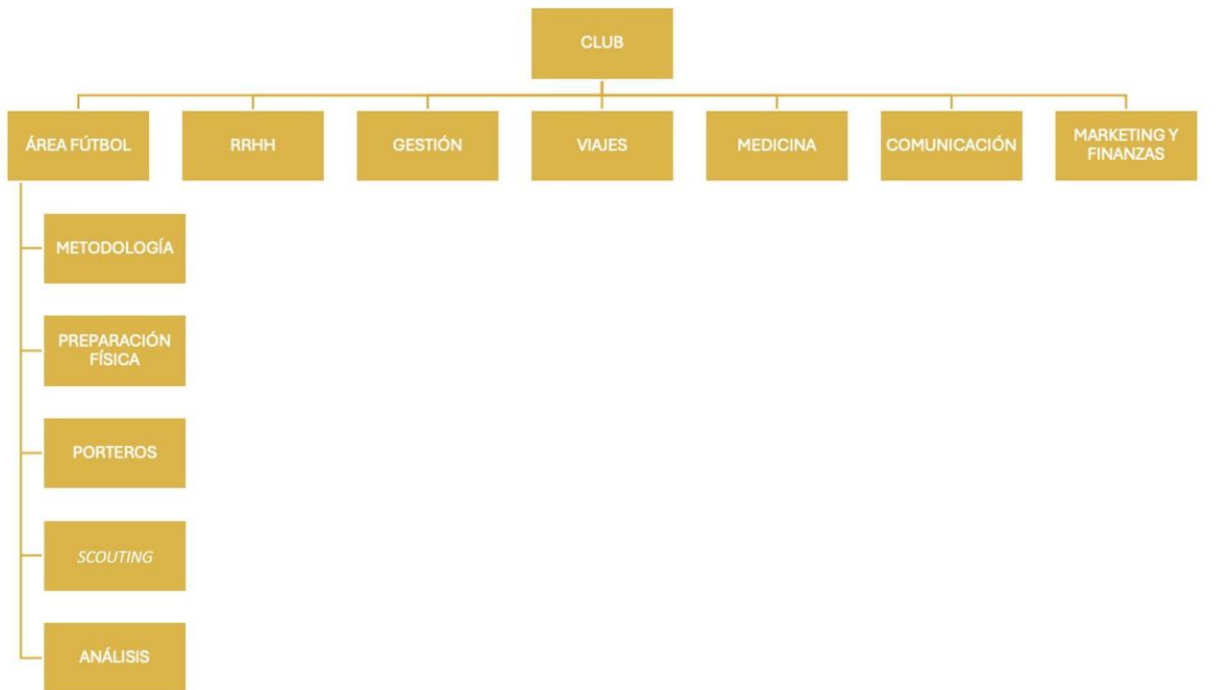 CLUB
ÁREA FÚTBOL
RRHH
GESTIÓN
VIAJES
MEDICINA
COMUNICACIÓN
MARKETING Y
FINANZAS
METODOLOGÍA
PREPARACIÓN
FÍSICA
PORTEROS
SCOUTING
ANÁLISIS